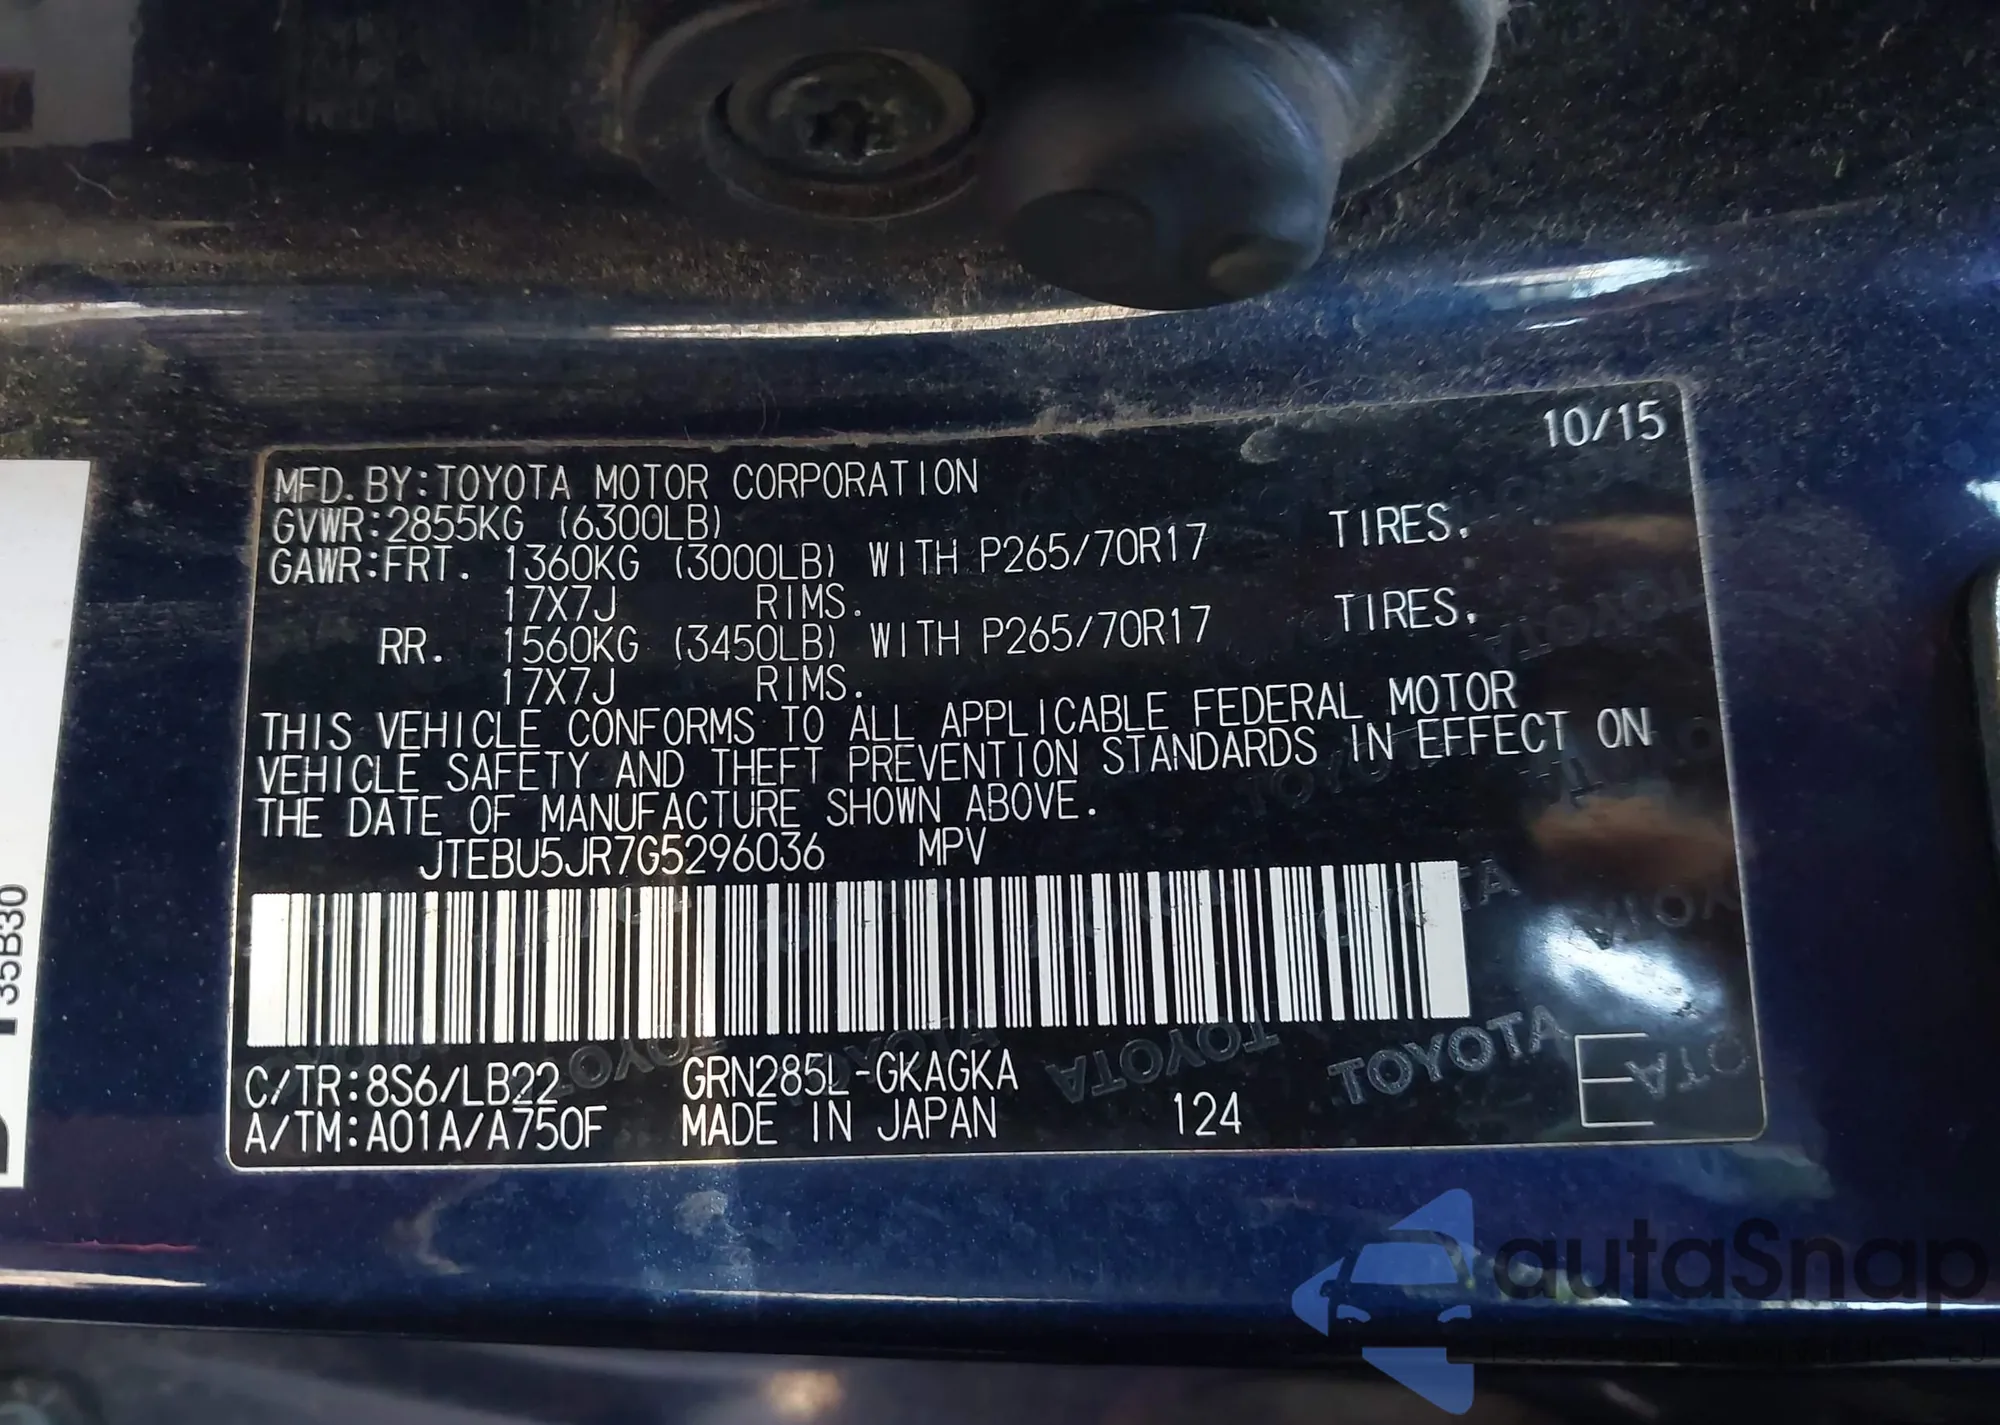 10/15
MFD. BY:TOYOTA MOTOR CORPORATION
GVWR:2855KG (6300LB)
GAWR:FRT. 1360KG (3000LB) WITH P265/70R17 TIRES.
17X7J RIMS.
RR. 1560KG (3450LB) WITH P265/70R17 TIRES.
17X7J RIMS.
THIS VEHICLE CONFORMS TO ALL APPLICABLE FEDERAL MOTOR
VEHICLE SAFETY AND THEFT PREVENTION STANDARDS IN EFFECT ON
THE DATE OF MANUFACTURE SHOWN ABOVE.
JTEBU5JR7G5296036 MPV
C/TR:8S6/LB22 GRN285L-GKAGKA
A/TM:A01A/A750F MADE IN JAPAN 124
TOYOTA
TOYOTA
TOYOTA
autaSnap